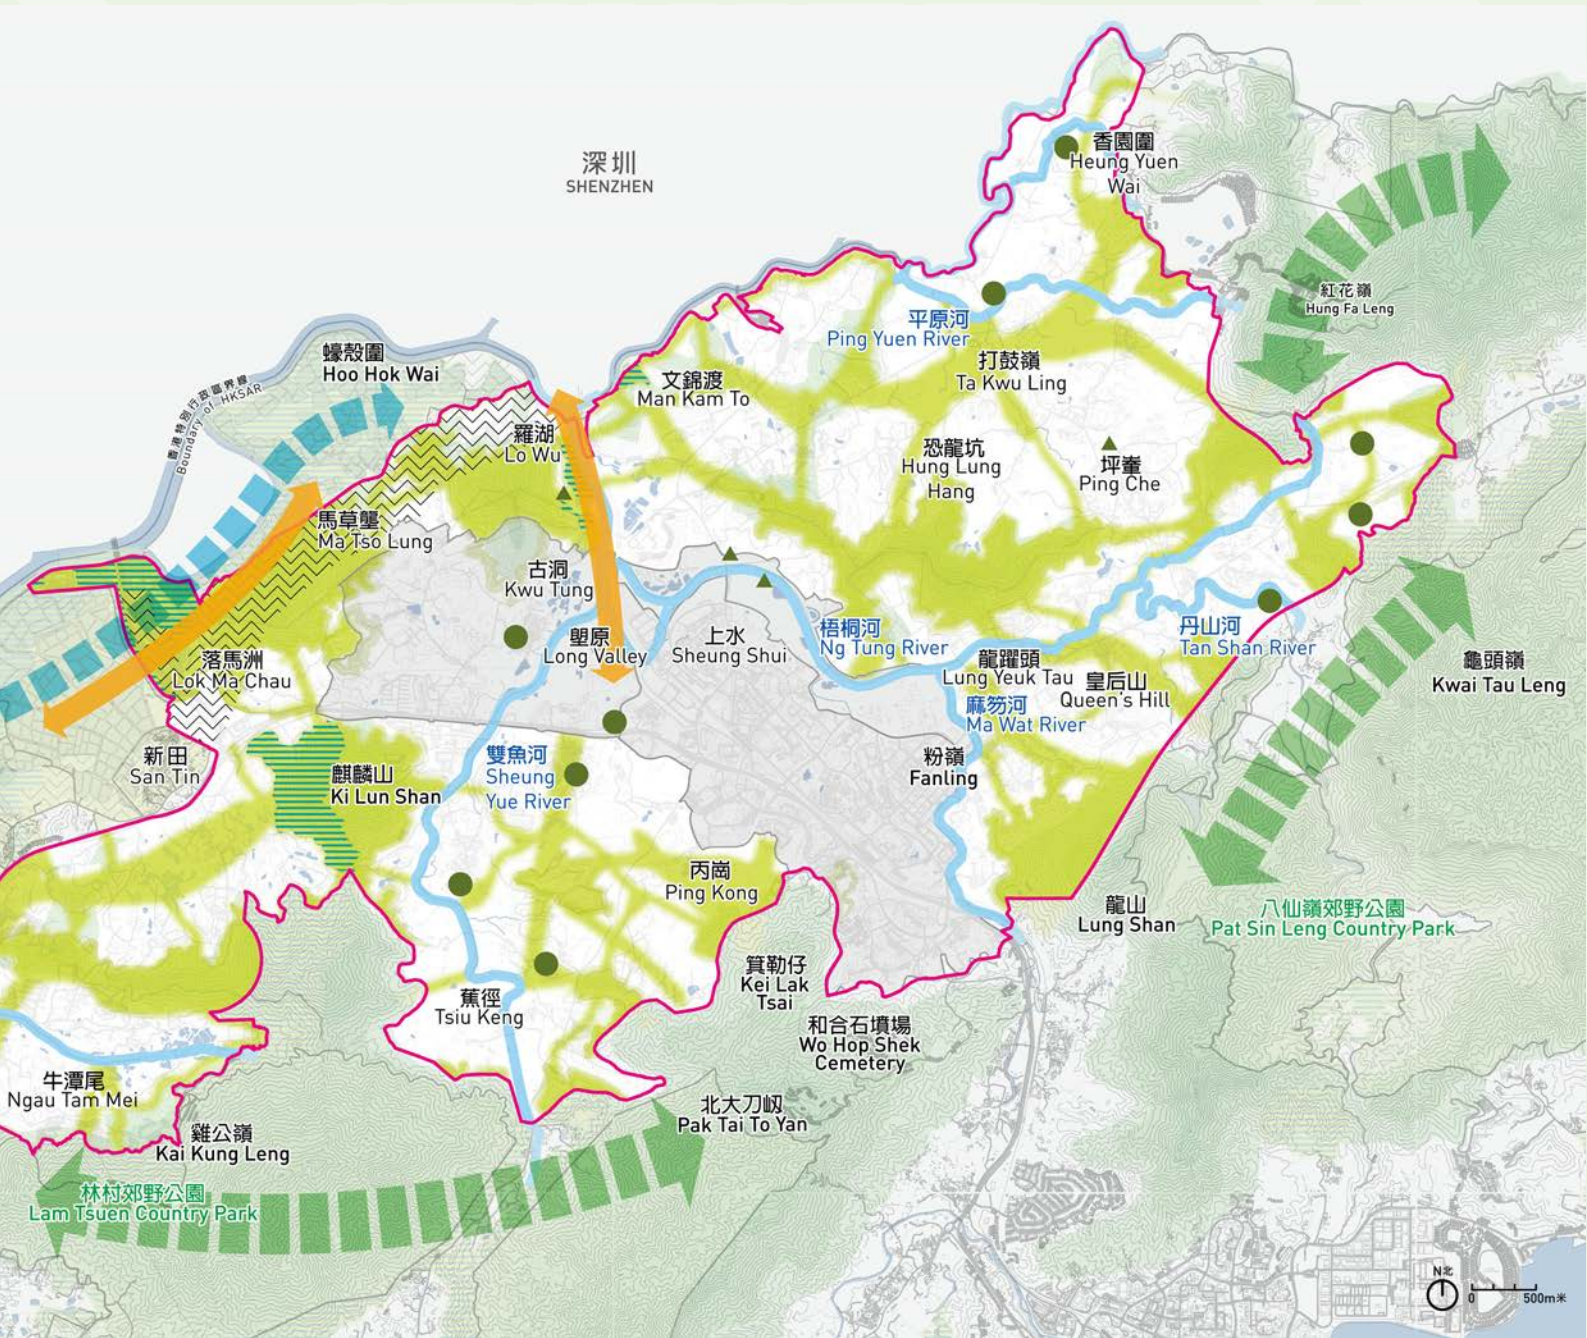 香園圍
Heung Yuen
Wai
深圳
SHENZHEN
紅花嶺
Hung Fa Leng
平原河
Ping Yuen River
蠔殼圍
Hoo Hok Wai
打鼓嶺
Ta Kwu Ling
文錦渡
Man Kam To
香港特別行政區界線
Boundary of HKSAR
羅湖
Lo Wu
恐龍坑
Hung Lung
Hang
坪輋
Ping Che
馬草壟
Ma Tso Lung
古洞
Kwu Tung
塱原
Long Valley
上水
Sheung Shui
梧桐河
Ng Tung River
丹山河
Tan Shan River
落馬洲
Lok Ma Chau
龍躍頭
Lung Yeuk Tau
皇后山
Queen's Hill
龜頭嶺
Kwai Tau Leng
麻笏河
Ma Wat River
新田
San Tin
雙魚河
Sheung
Yue River
粉嶺
Fanling
麒麟山
Ki Lun Shan
丙崗
Ping Kong
龍山
Lung Shan
八仙嶺郊野公園
Pat Sin Leng Country Park
箕勒仔
Kei Lak
Tsai
蕉徑
Tsiu Keng
和合石墳場
Wo Hop Shek
Cemetery
牛潭尾
Ngau Tam Mei
北大刀屻
Pak Tai To Yan
雞公嶺
Kai Kung Leng
林村郊野公園
Lam Tsuen Country Park
N北
0 500m米